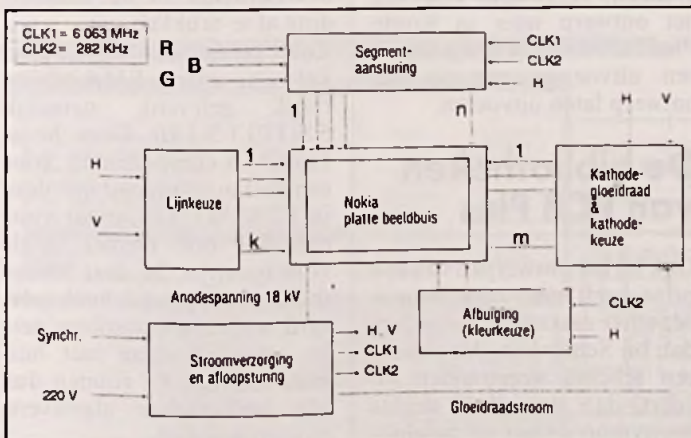 CLK1= 6 063 MHz
CLK2= 282 KHz
R
B
G
Segment-
aansturing
CLK1
CLK2
H
1
n
H V
H
V
Lijnkeuze
1
k
Nokia
platte beeldbuis
1
m
Kathode-
gloeidraad
&
kathode-
keuze
Anodespanning 18 kV
Afbuiging
(kleurkeuze)
CLK2
H
Synchr.
220 V
Stroomverzorging
en afloopsturing
H, V
CLK1
CLK2
Gloeidraadstroom